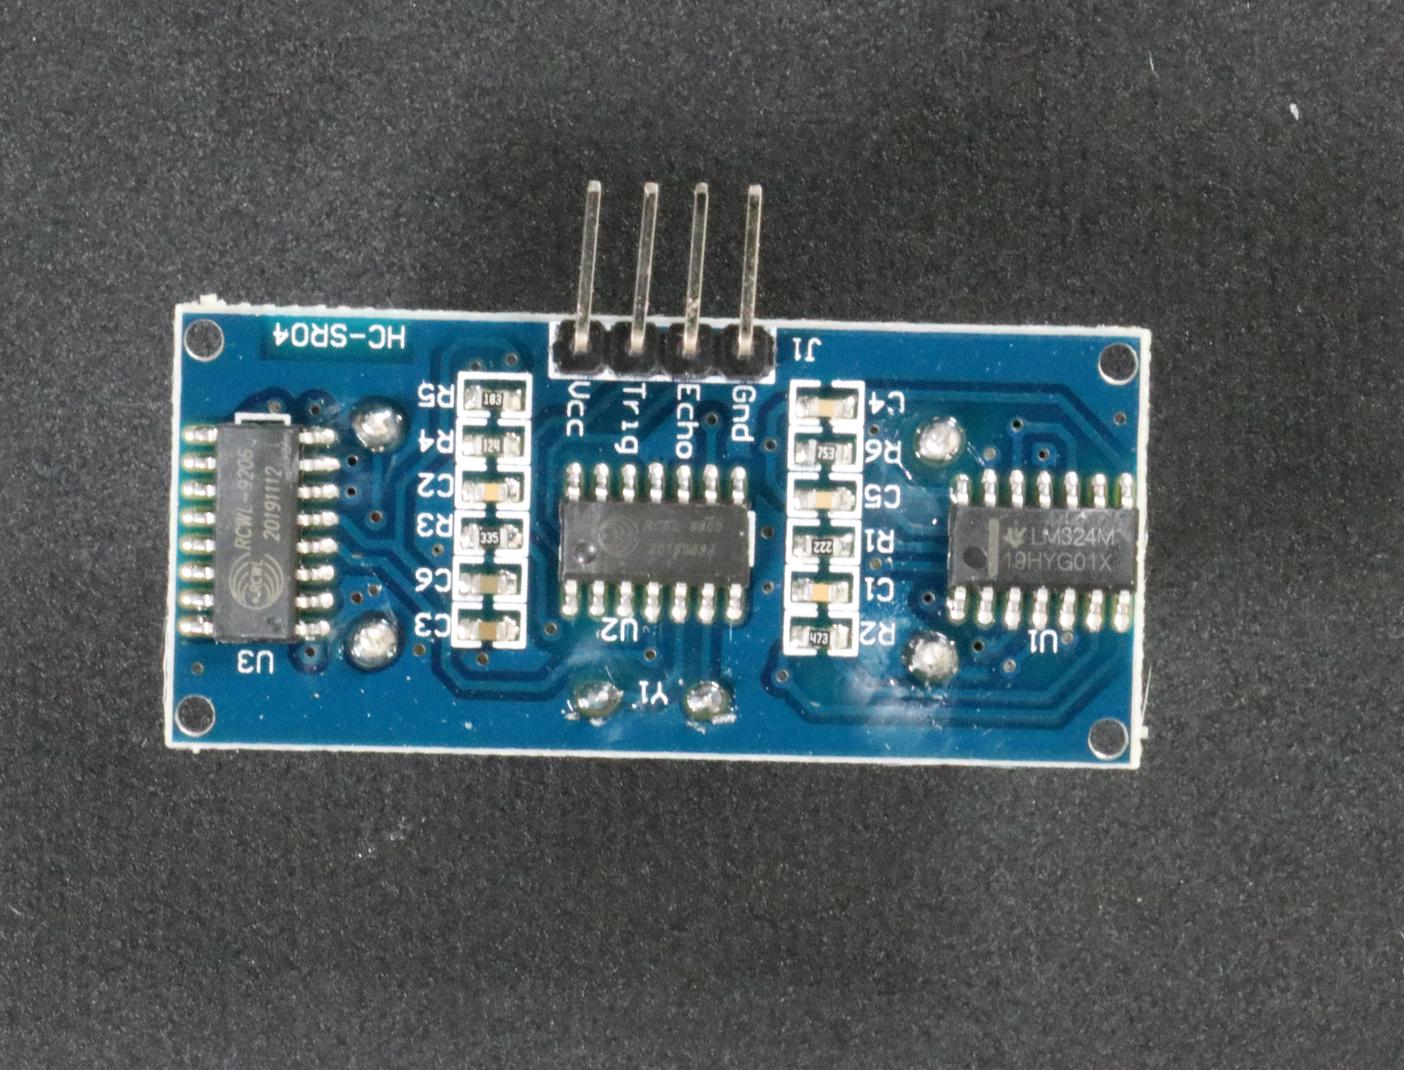 HC-SR04
J1
Vcc
Trig
Echo
Gnd
R5
183
R4
124
C2
R3
335
C6
C3
C4
R6
753
C5
R1
222
C1
R2
473
RCWL-9206
20191112
U3
RCWL
U2
LM324M
19HYG01X
U1
Y1